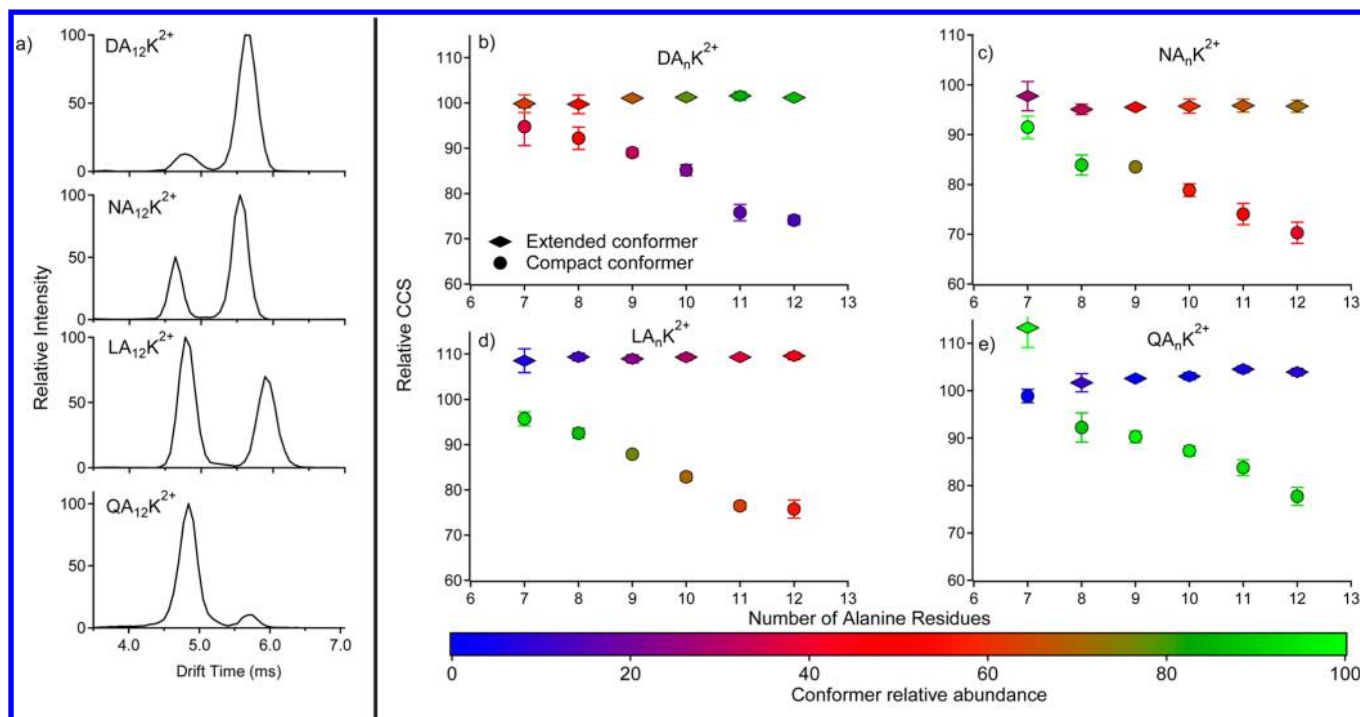 a)
DA₁₂K²⁺
100
50
0
NA₁₂K²⁺
100
50
0
LA₁₂K²⁺
100
50
0
QA₁₂K²⁺
100
50
0
4.0 5.0 6.0 7.0
Drift Time (ms)
Relative Intensity
b)
DAₙK²⁺
110
100
90
80
70
60
6 7 8 9 10 11 12 13
Extended conformer
Compact conformer
c)
NAₙK²⁺
110
100
90
80
70
60
6 7 8 9 10 11 12 13
Relative CCS
d)
LAₙK²⁺
110
100
90
80
70
60
6 7 8 9 10 11 12 13
e)
QAₙK²⁺
110
100
90
80
70
60
6 7 8 9 10 11 12 13
Number of Alanine Residues
0 20 40 60 80 100
Conformer relative abundance